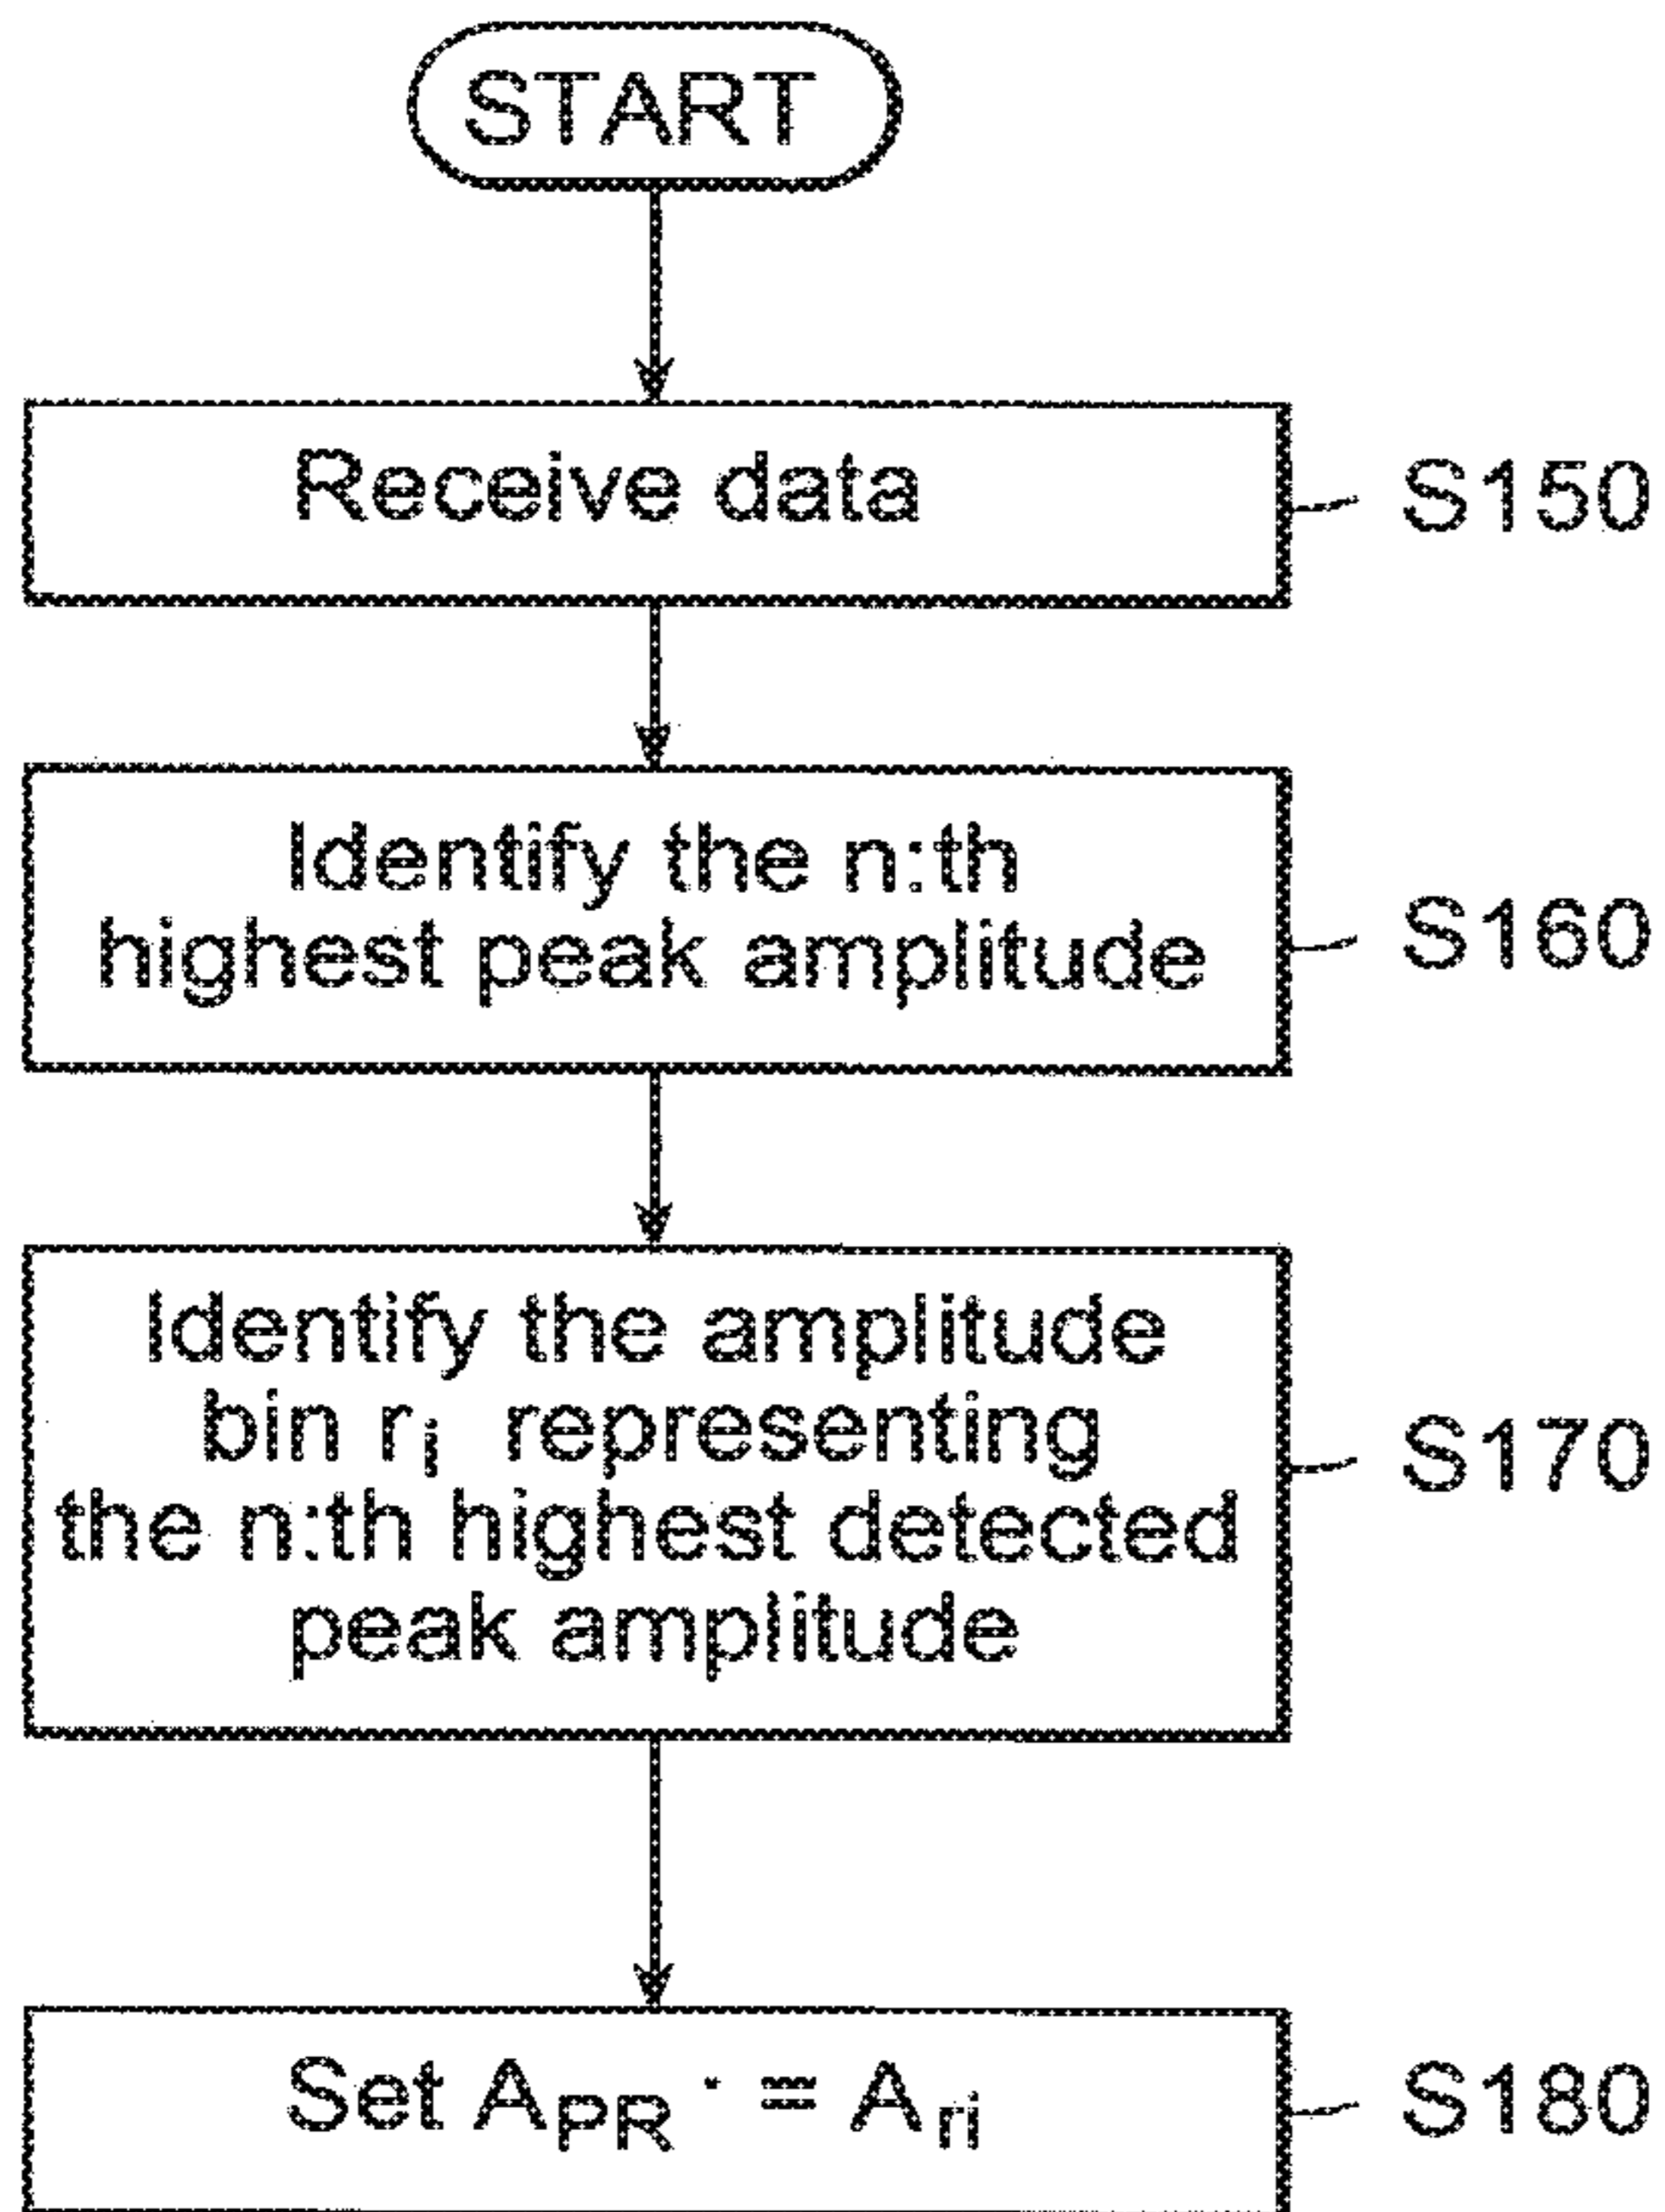 START
Receive data
S150
Identify the n:th
highest peak amplitude
S160
Identify the amplitude
bin ri representing
the n:th highest detected
peak amplitude
S170
Set APR = Ari
S180